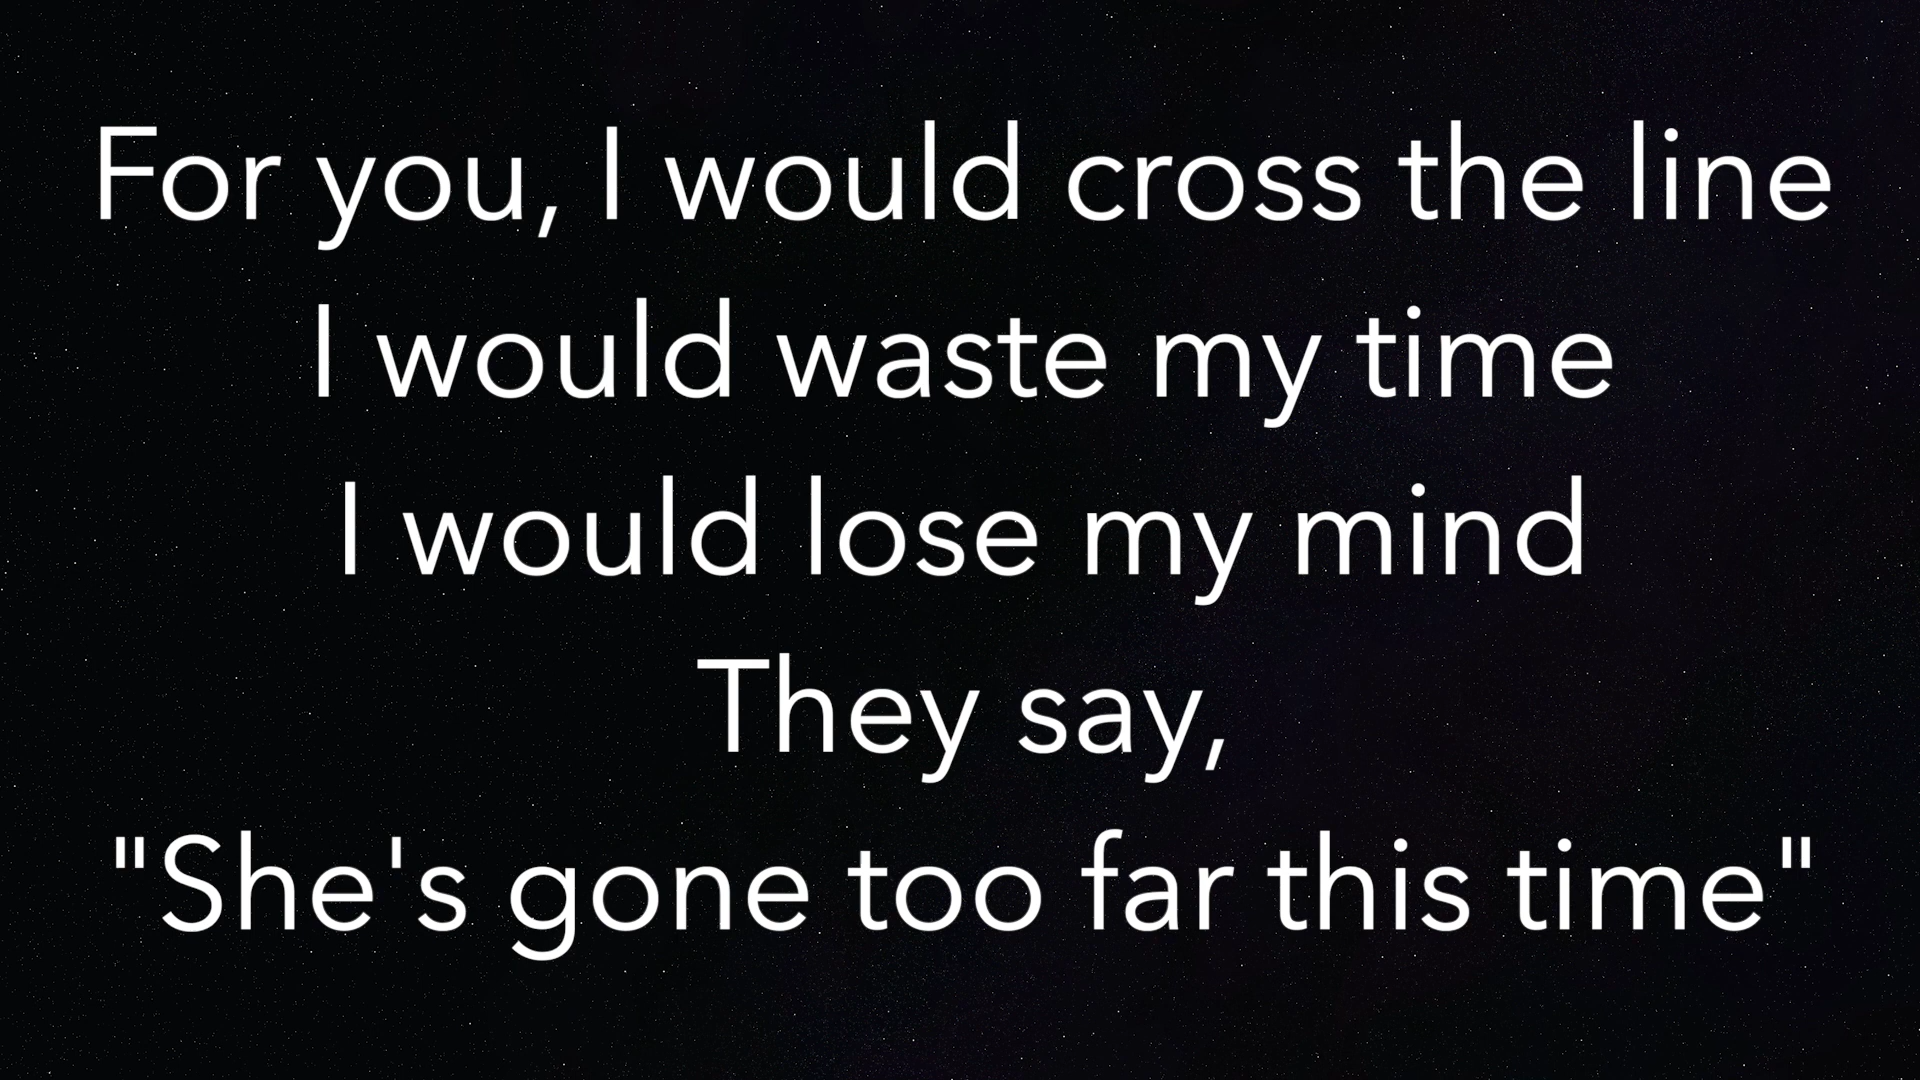 For you, I would cross the line
I would waste my time
I would lose my mind
They say,
"She's gone too far this time"